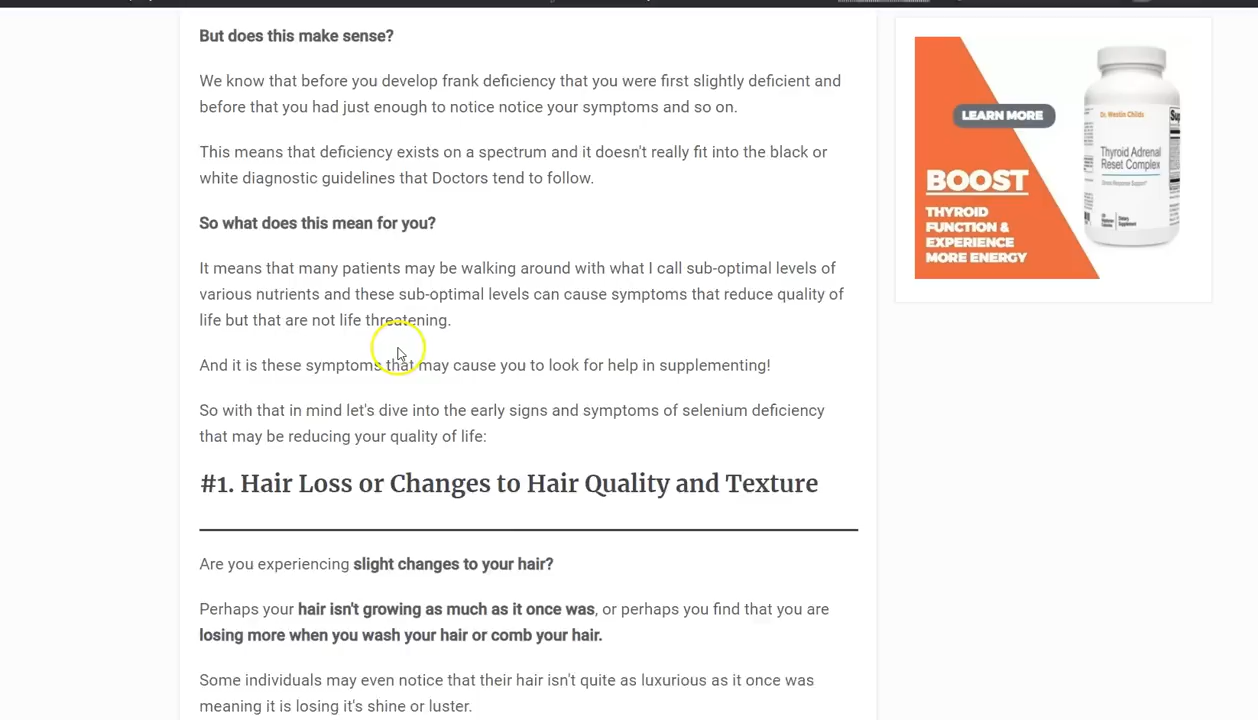 But does this make sense?
We know that before you develop frank deficiency that you were first slightly deficient and
before that you had just enough to notice notice your symptoms and so on.
This means that deficiency exists on a spectrum and it doesn't really fit into the black or
white diagnostic guidelines that Doctors tend to follow.
So what does this mean for you?
It means that many patients may be walking around with what I call sub-optimal levels of
various nutrients and these sub-optimal levels can cause symptoms that reduce quality of
life but that are not life threatening.
And it is these symptoms that may cause you to look for help in supplementing!
So with that in mind let's dive into the early signs and symptoms of selenium deficiency
that may be reducing your quality of life:
#1. Hair Loss or Changes to Hair Quality and Texture
Are you experiencing slight changes to your hair?
Perhaps your hair isn't growing as much as it once was, or perhaps you find that you are
losing more when you wash your hair or comb your hair.
Some individuals may even notice that their hair isn't quite as luxurious as it once was
meaning it is losing it's shine or luster.
LEARN MORE
BOOST
THYROID
FUNCTION &
EXPERIENCE
MORE ENERGY
Dr. Westin Childs
Thyroid Adrenal
Reset Complex